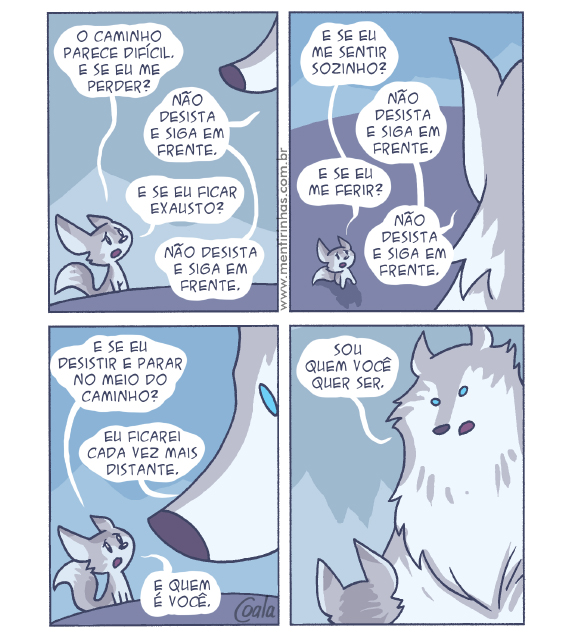 O CAMINHO
PARECE DIFÍCIL.
E SE EU ME
PERDER?
NÃO
DESISTA
E SIGA EM
FRENTE.
E SE EU FICAR
EXAUSTO?
NÃO DESISTA
E SIGA EM
FRENTE.
www.mentirinhas.com.br
E SE EU
ME SENTIR
SOZINHO?
NÃO
DESISTA
E SIGA EM
FRENTE.
E SE EU
ME FERIR?
NÃO
DESISTA
E SIGA EM
FRENTE.
E SE EU
DESISTIR E PARAR
NO MEIO DO
CAMINHO?
EU FICAREI
CADA VEZ MAIS
DISTANTE.
E QUEM
É VOCÊ.
Coala
SOU
QUEM VOCÊ
QUER SER.